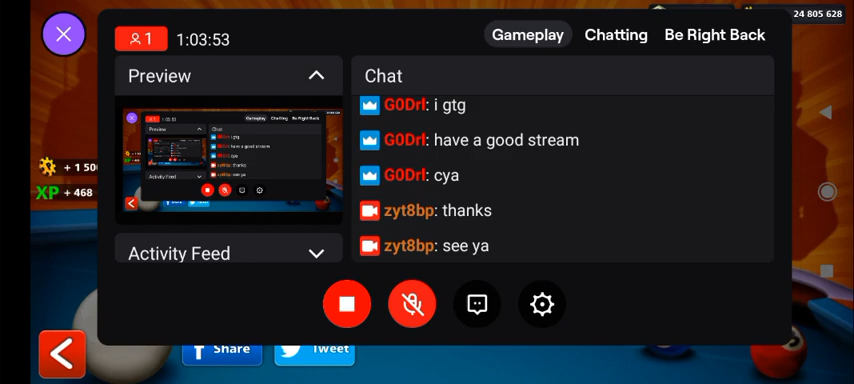 24 805 628
1
1:03:53
Gameplay
Chatting
Be Right Back
Preview
Chat
G0Drl: i gtg
G0Drl: have a good stream
G0Drl: cya
zyt8bp: thanks
zyt8bp: see ya
Activity Feed
+ 1 50
XP + 468
Share
Tweet